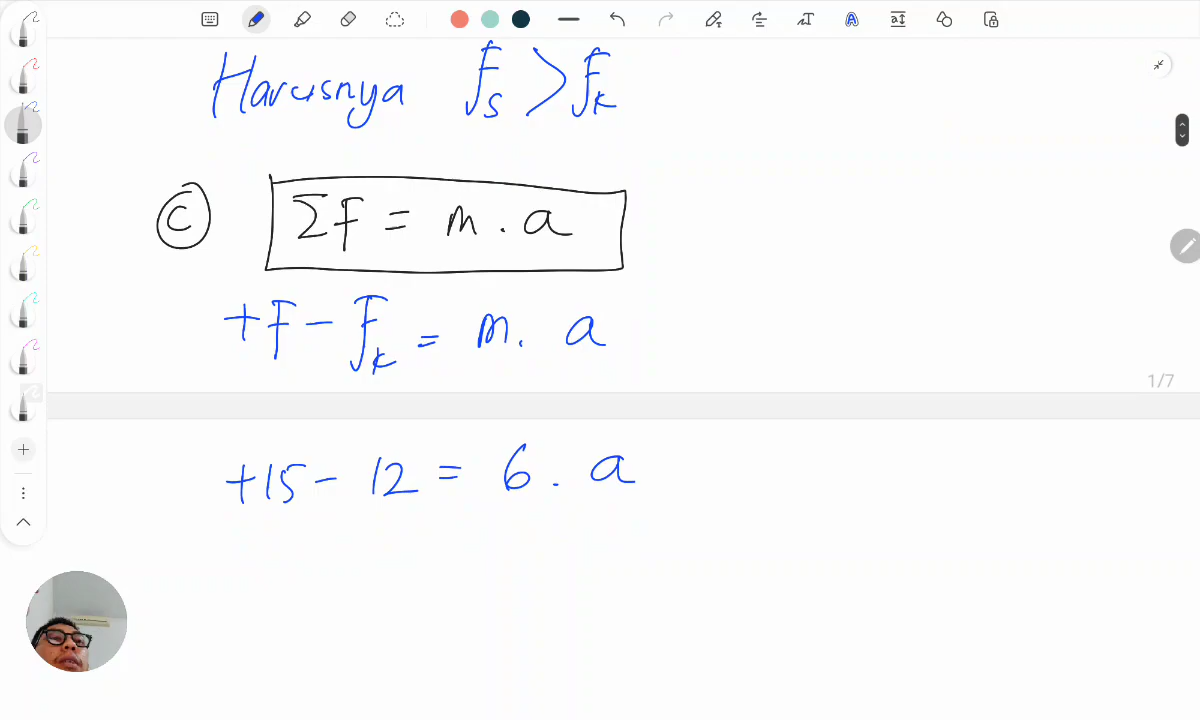 Harusnya fs > fk
C ΣF = m . a
+F - fk = m . a
1/7
+15 - 12 = 6 . a